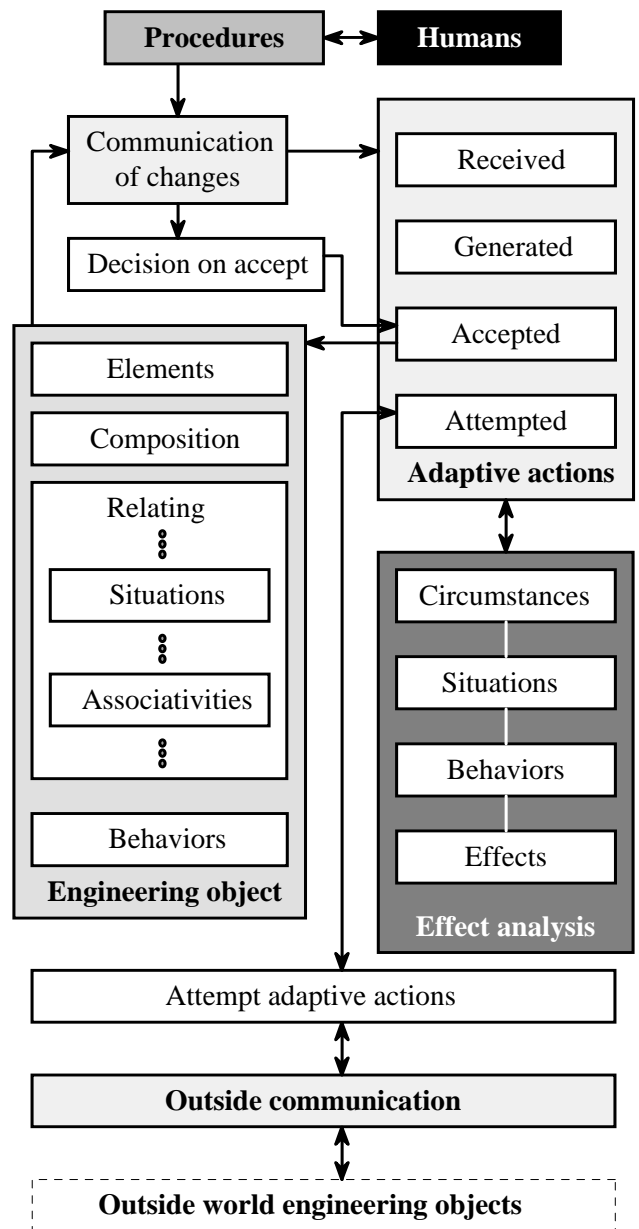 Procedures
Humans
Communication
of changes
Decision on accept
Received
Generated
Accepted
Attempted
Adaptive actions
Elements
Composition
Relating
Situations
Associativities
Behaviors
Engineering object
Circumstances
Situations
Behaviors
Effects
Effect analysis
Attempt adaptive actions
Outside communication
Outside world engineering objects